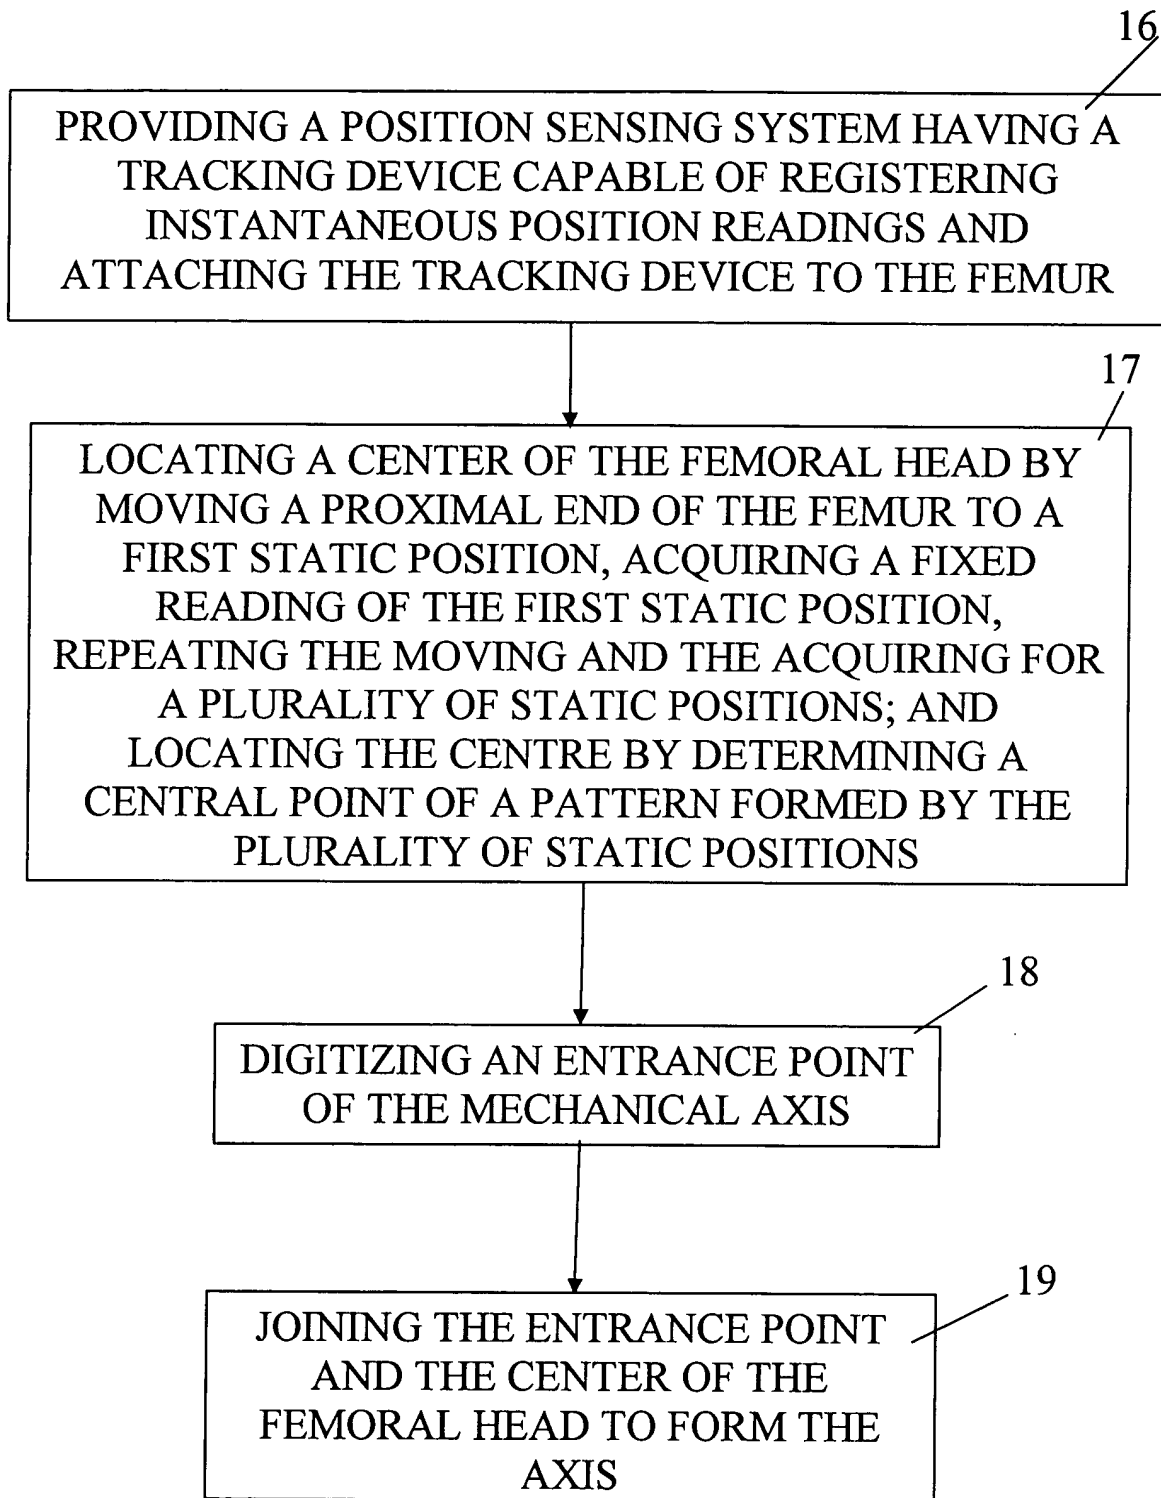 16
PROVIDING A POSITION SENSING SYSTEM HAVING A
TRACKING DEVICE CAPABLE OF REGISTERING
INSTANTANEOUS POSITION READINGS AND
ATTACHING THE TRACKING DEVICE TO THE FEMUR
17
LOCATING A CENTER OF THE FEMORAL HEAD BY
MOVING A PROXIMAL END OF THE FEMUR TO A
FIRST STATIC POSITION, ACQUIRING A FIXED
READING OF THE FIRST STATIC POSITION,
REPEATING THE MOVING AND THE ACQUIRING FOR
A PLURALITY OF STATIC POSITIONS; AND
LOCATING THE CENTRE BY DETERMINING A
CENTRAL POINT OF A PATTERN FORMED BY THE
PLURALITY OF STATIC POSITIONS
18
DIGITIZING AN ENTRANCE POINT
OF THE MECHANICAL AXIS
19
JOINING THE ENTRANCE POINT
AND THE CENTER OF THE
FEMORAL HEAD TO FORM THE
AXIS